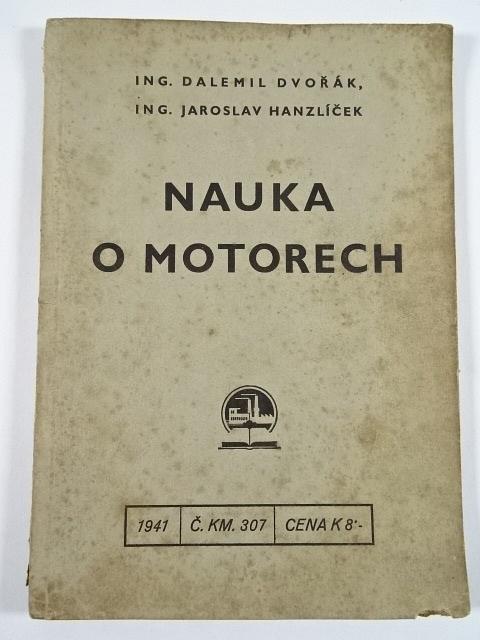 ING. DALEMIL DVOŘÁK,
ING. JAROSLAV HANZLÍČEK
NAUKA
O MOTORECH
1941 Č. KM. 307 CENA K 8·-